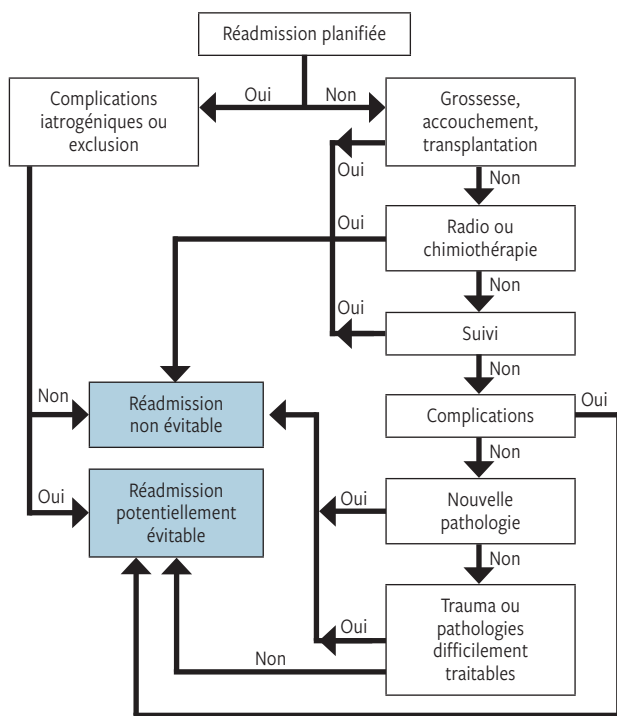 Réadmission planifiée
Complications
iatrogéniques ou
exclusion
Oui
Non
Grossesse,
accouchement,
transplantation
Oui
Non
Oui
Radio ou
chimiothérapie
Non
Oui
Suivi
Non
Non
Réadmission
non évitable
Complications
Oui
Non
Oui
Réadmission
potentiellement
évitable
Oui
Nouvelle
pathologie
Non
Oui
Trauma ou
pathologies
difficilement
traitables
Non